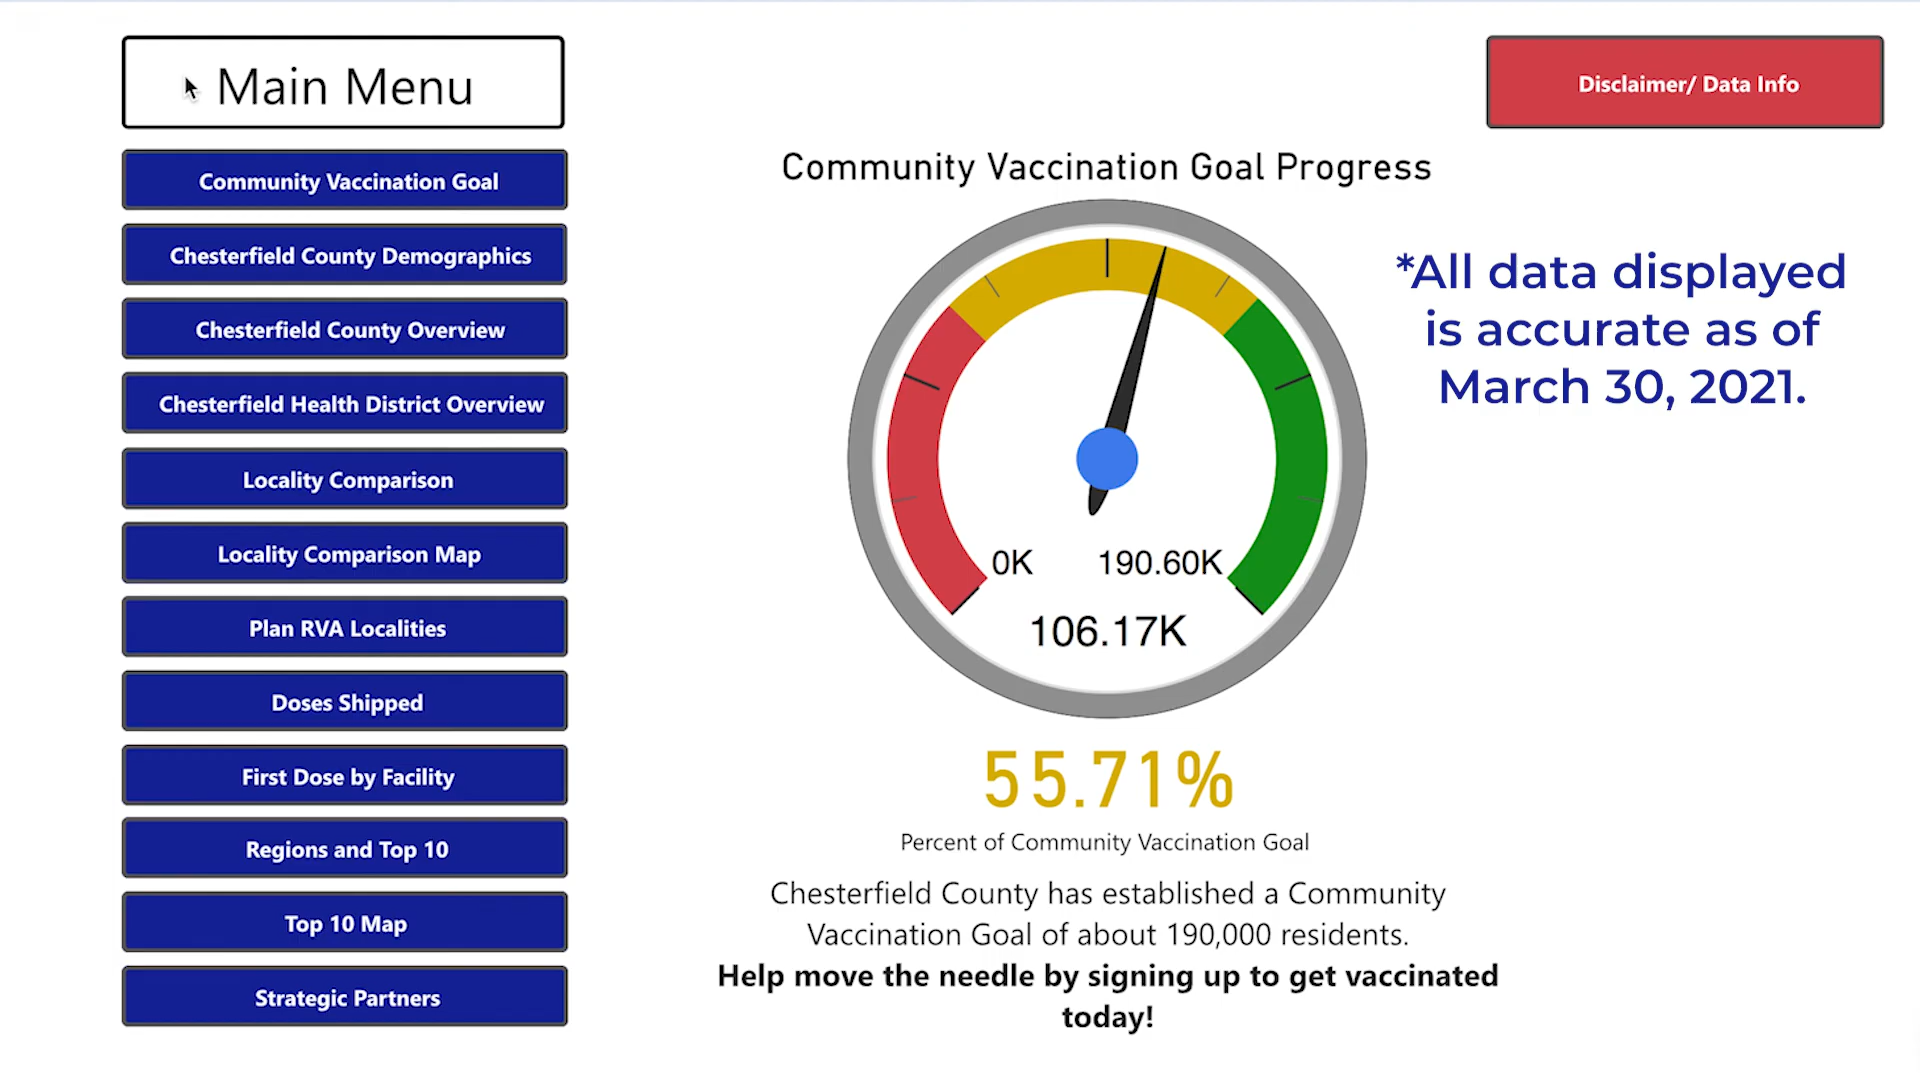 Main Menu
Disclaimer/ Data Info
Community Vaccination Goal
Chesterfield County Demographics
Chesterfield County Overview
Chesterfield Health District Overview
Locality Comparison
Locality Comparison Map
Plan RVA Localities
Doses Shipped
First Dose by Facility
Regions and Top 10
Top 10 Map
Strategic Partners
Community Vaccination Goal Progress
0K
190.60K
106.17K
55.71%
Percent of Community Vaccination Goal
Chesterfield County has established a Community
Vaccination Goal of about 190,000 residents.
Help move the needle by signing up to get vaccinated
today!
*All data displayed
is accurate as of
March 30, 2021.